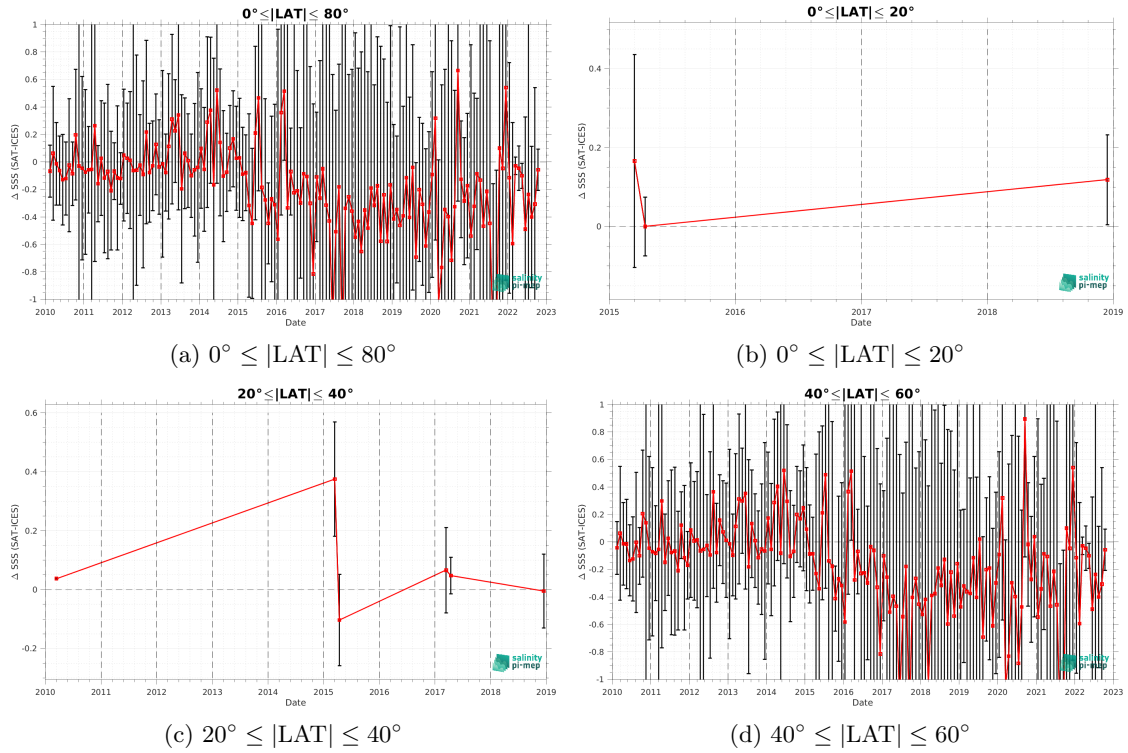 0°≤|LAT|≤ 80°
Δ SSS (SAT-ICES)
1
0.8
0.6
0.4
0.2
0
-0.2
-0.4
-0.6
-0.8
-1
2010 2011 2012 2013 2014 2015 2016 2017 2018 2019 2020 2021 2022 2023
Date
salinity
pi-mep
(a) 0° ≤ |LAT| ≤ 80°
0°≤|LAT|≤ 20°
Δ SSS (SAT-ICES)
0.4
0.2
0
2015 2016 2017 2018 2019
Date
salinity
pi-mep
(b) 0° ≤ |LAT| ≤ 20°
20°≤|LAT|≤ 40°
Δ SSS (SAT-ICES)
0.6
0.4
0.2
0
-0.2
2010 2011 2012 2013 2014 2015 2016 2017 2018 2019
Date
salinity
pi-mep
(c) 20° ≤ |LAT| ≤ 40°
40°≤|LAT|≤ 60°
Δ SSS (SAT-ICES)
1
0.8
0.6
0.4
0.2
0
-0.2
-0.4
-0.6
-0.8
-1
2010 2011 2012 2013 2014 2015 2016 2017 2018 2019 2020 2021 2022 2023
Date
salinity
pi-mep
(d) 40° ≤ |LAT| ≤ 60°